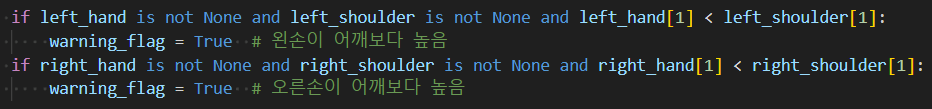 if left_hand is not None and left_shoulder is not None and left_hand[1] < left_shoulder[1]:
    warning_flag = True  # 왼손이 어깨보다 높음
if right_hand is not None and right_shoulder is not None and right_hand[1] < right_shoulder[1]:
    warning_flag = True  # 오른손이 어깨보다 높음